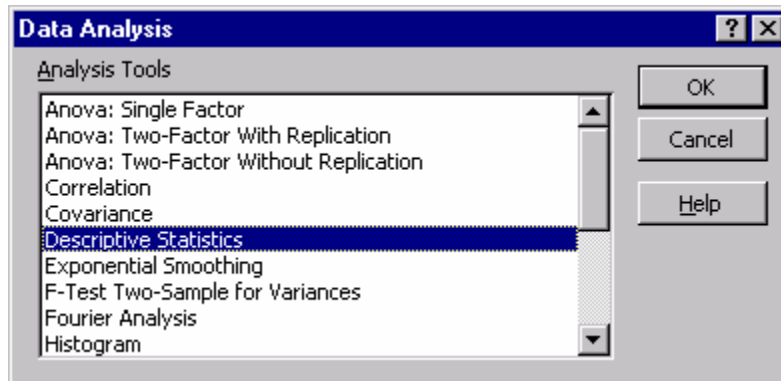 Data Analysis
Analysis Tools
Anova: Single Factor
Anova: Two-Factor With Replication
Anova: Two-Factor Without Replication
Correlation
Covariance
Descriptive Statistics
Exponential Smoothing
F-Test Two-Sample for Variances
Fourier Analysis
Histogram
OK
Cancel
Help